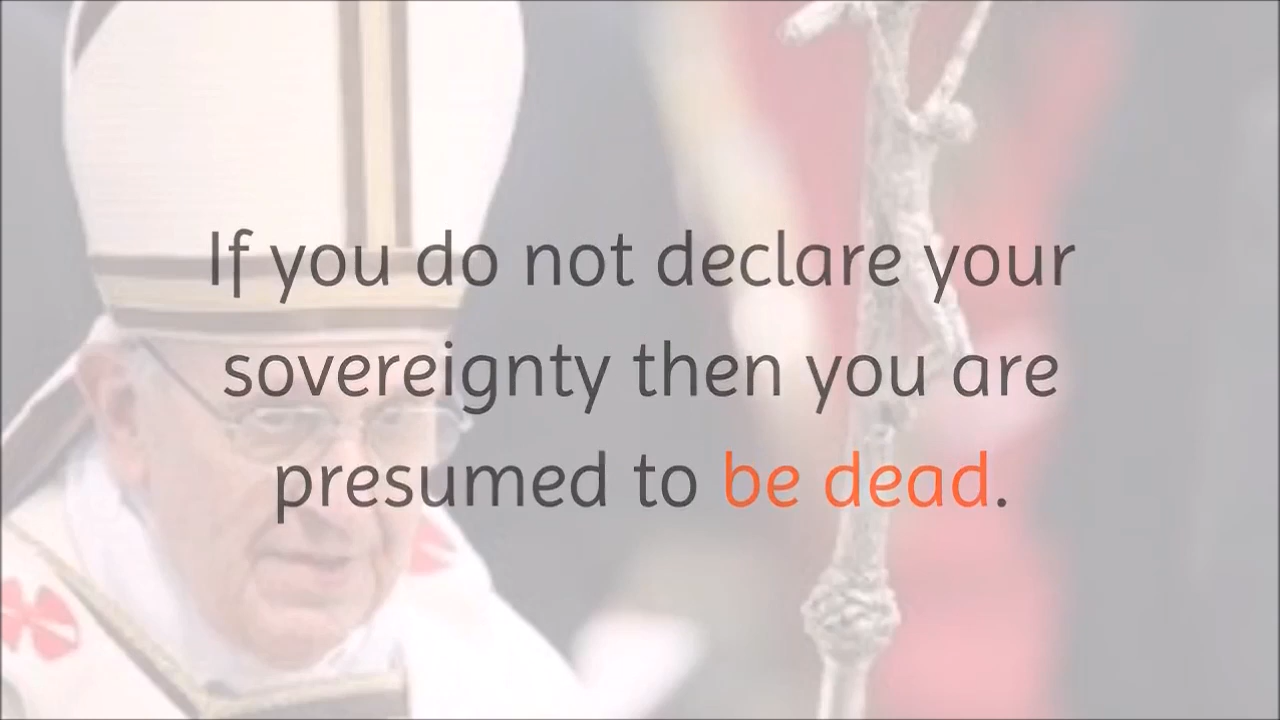 If you do not declare your
sovereignty then you are
presumed to be dead.